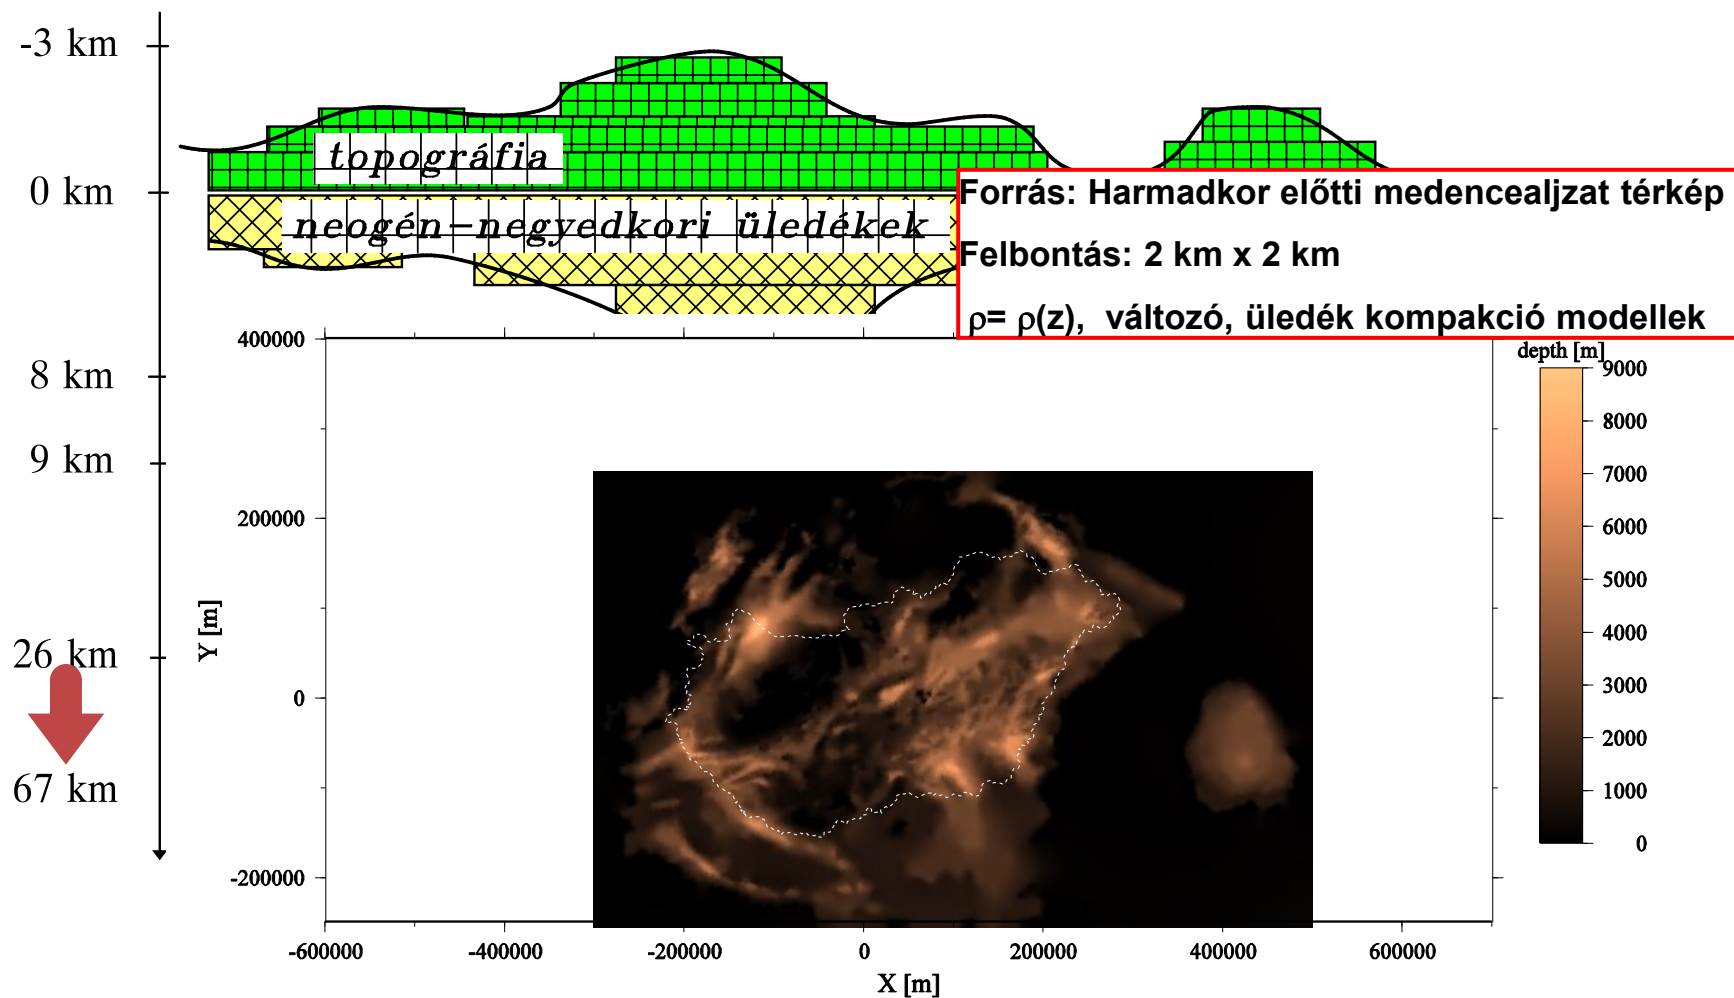 -3 km
topográfia
0 km
Forrás: Harmadkor előtti medencealjzat térkép
neogén-negyedkori üledékek
Felbontás: 2 km x 2 km
ρ= ρ(z), változó, üledék kompakció modellek
8 km
9 km
26 km
67 km
400000
200000
0
-200000
Y [m]
-600000
-400000
-200000
0
200000
400000
600000
X [m]
depth [m]
9000
8000
7000
6000
5000
4000
3000
2000
1000
0